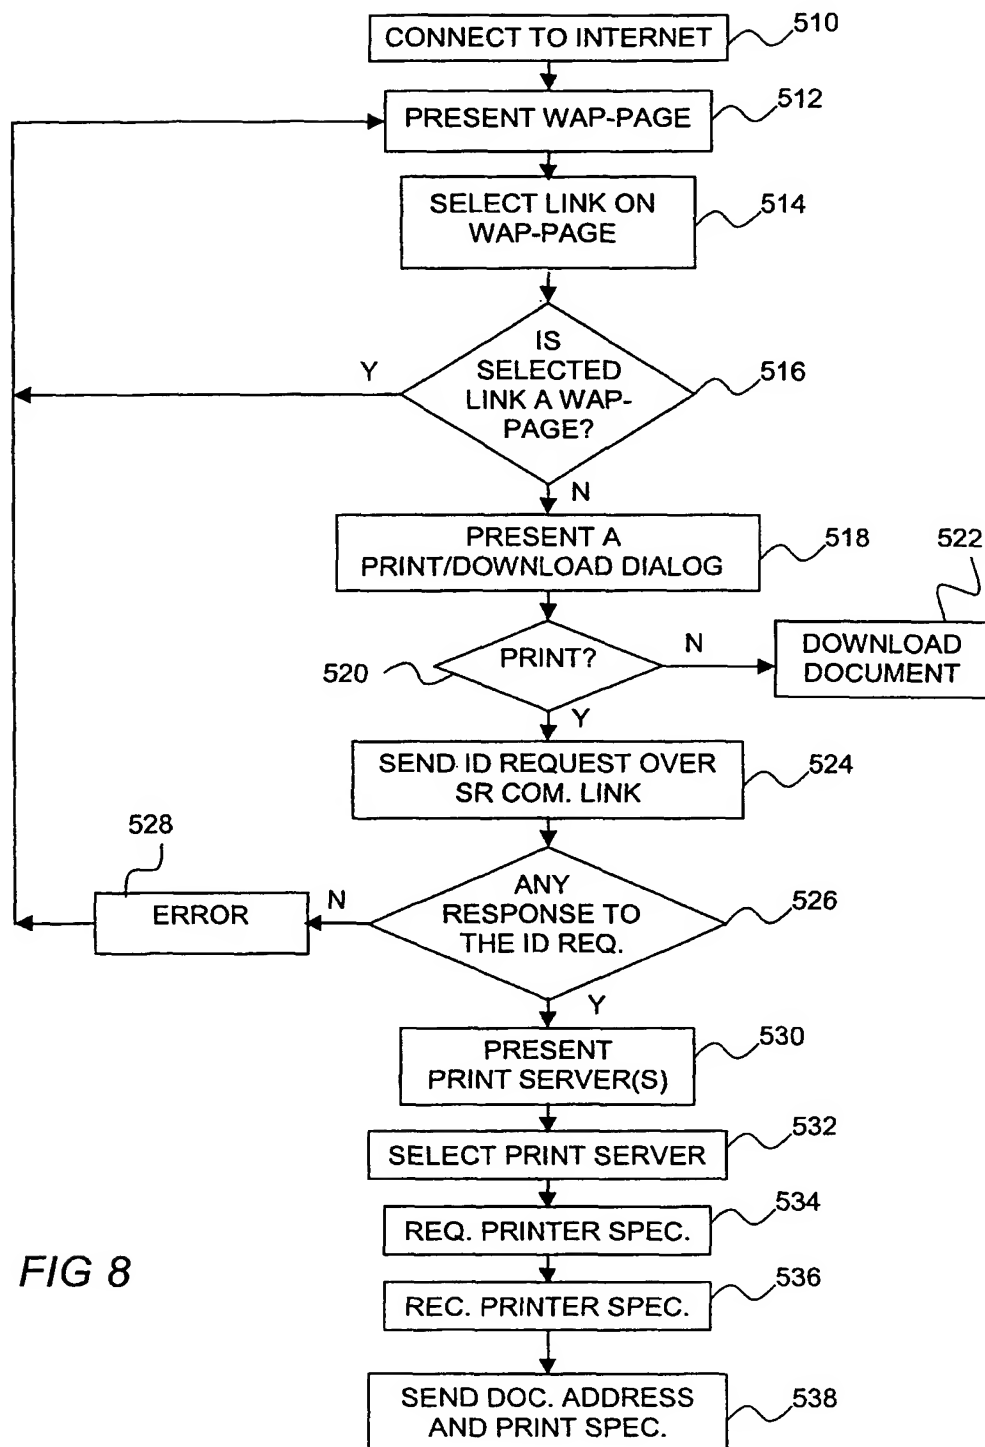 CONNECT TO INTERNET
510
PRESENT WAP-PAGE
512
SELECT LINK ON
WAP-PAGE
514
IS
SELECTED
LINK A WAP-
PAGE?
516
Y
N
PRESENT A
PRINT/DOWNLOAD DIALOG
518
522
PRINT?
520
N
DOWNLOAD
DOCUMENT
Y
SEND ID REQUEST OVER
SR COM. LINK
524
528
ERROR
N
ANY
RESPONSE TO
THE ID REQ.
526
Y
PRESENT
PRINT SERVER(S)
530
SELECT PRINT SERVER
532
REQ. PRINTER SPEC.
534
REC. PRINTER SPEC.
536
SEND DOC. ADDRESS
AND PRINT SPEC.
538
FIG 8